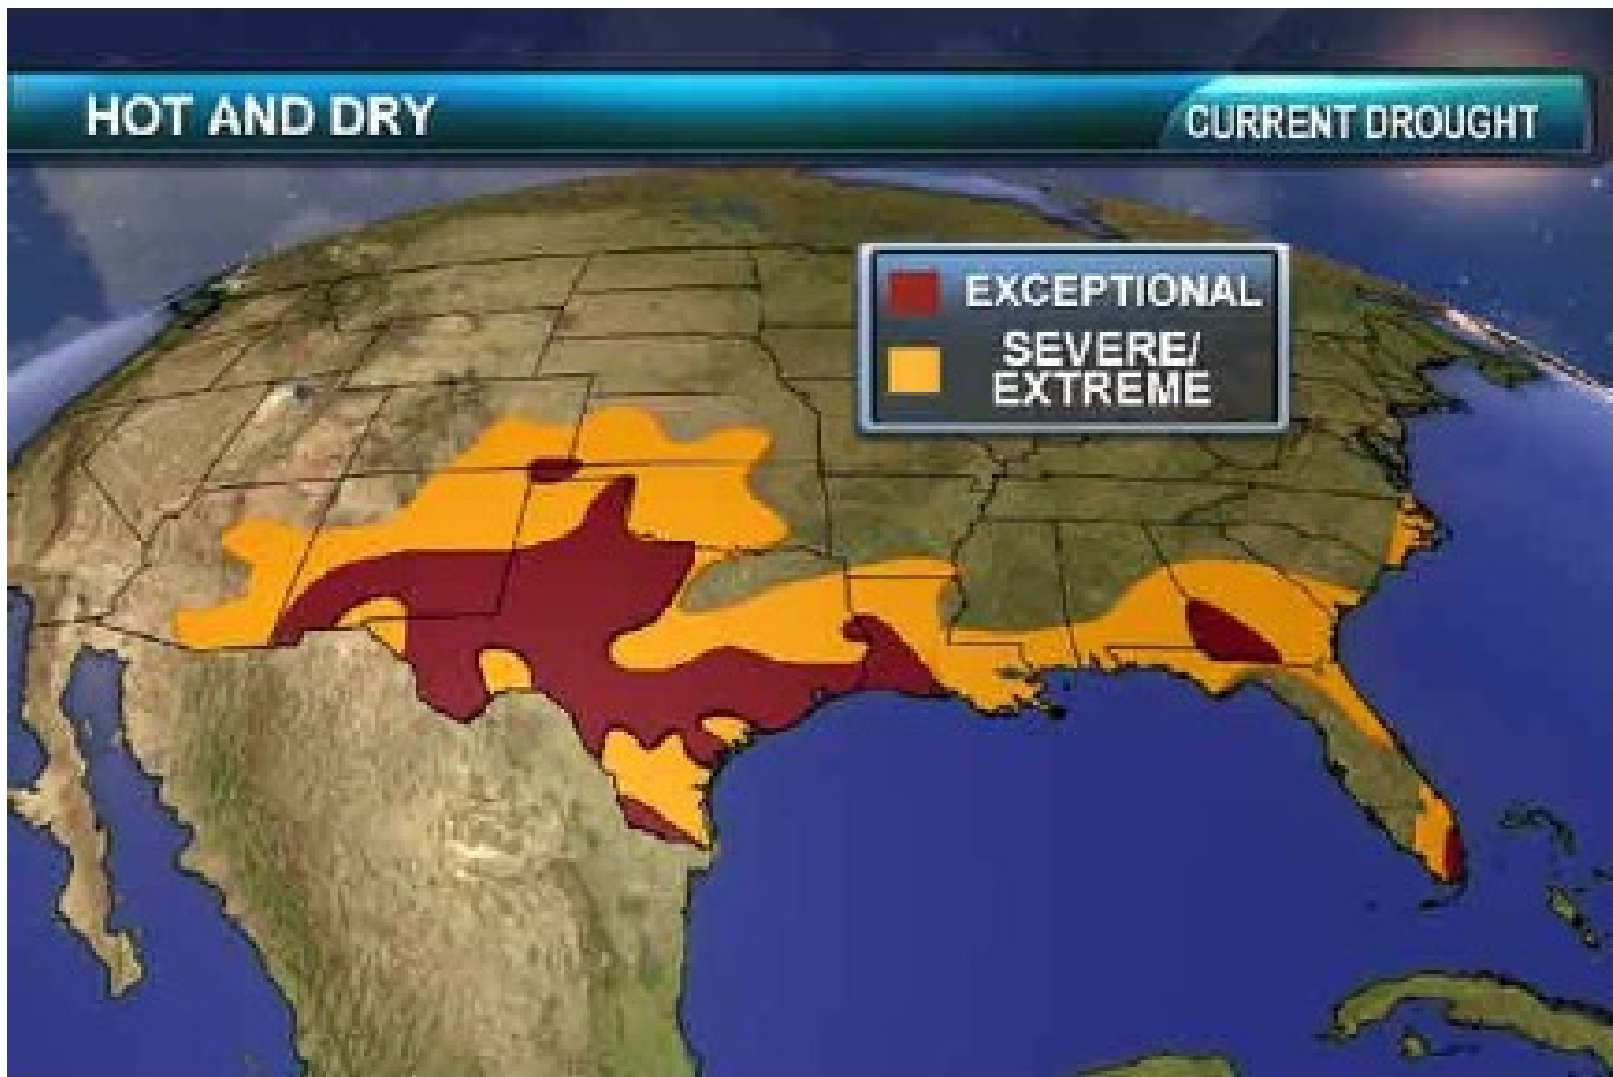 HOT AND DRY
CURRENT DROUGHT
EXCEPTIONAL
SEVERE/
EXTREME